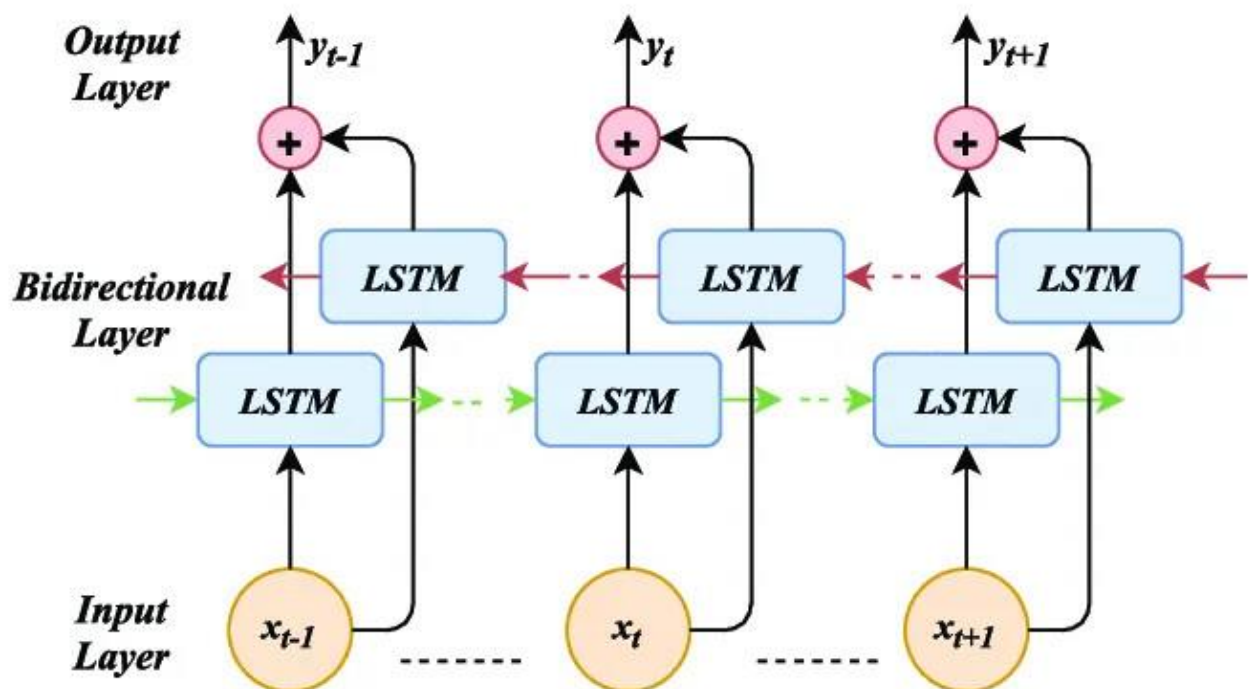 Output
Layer
y_{t-1}
y_t
y_{t+1}
+
+
+
Bidirectional
Layer
LSTM
LSTM
LSTM
LSTM
LSTM
LSTM
Input
Layer
x_{t-1}
x_t
x_{t+1}